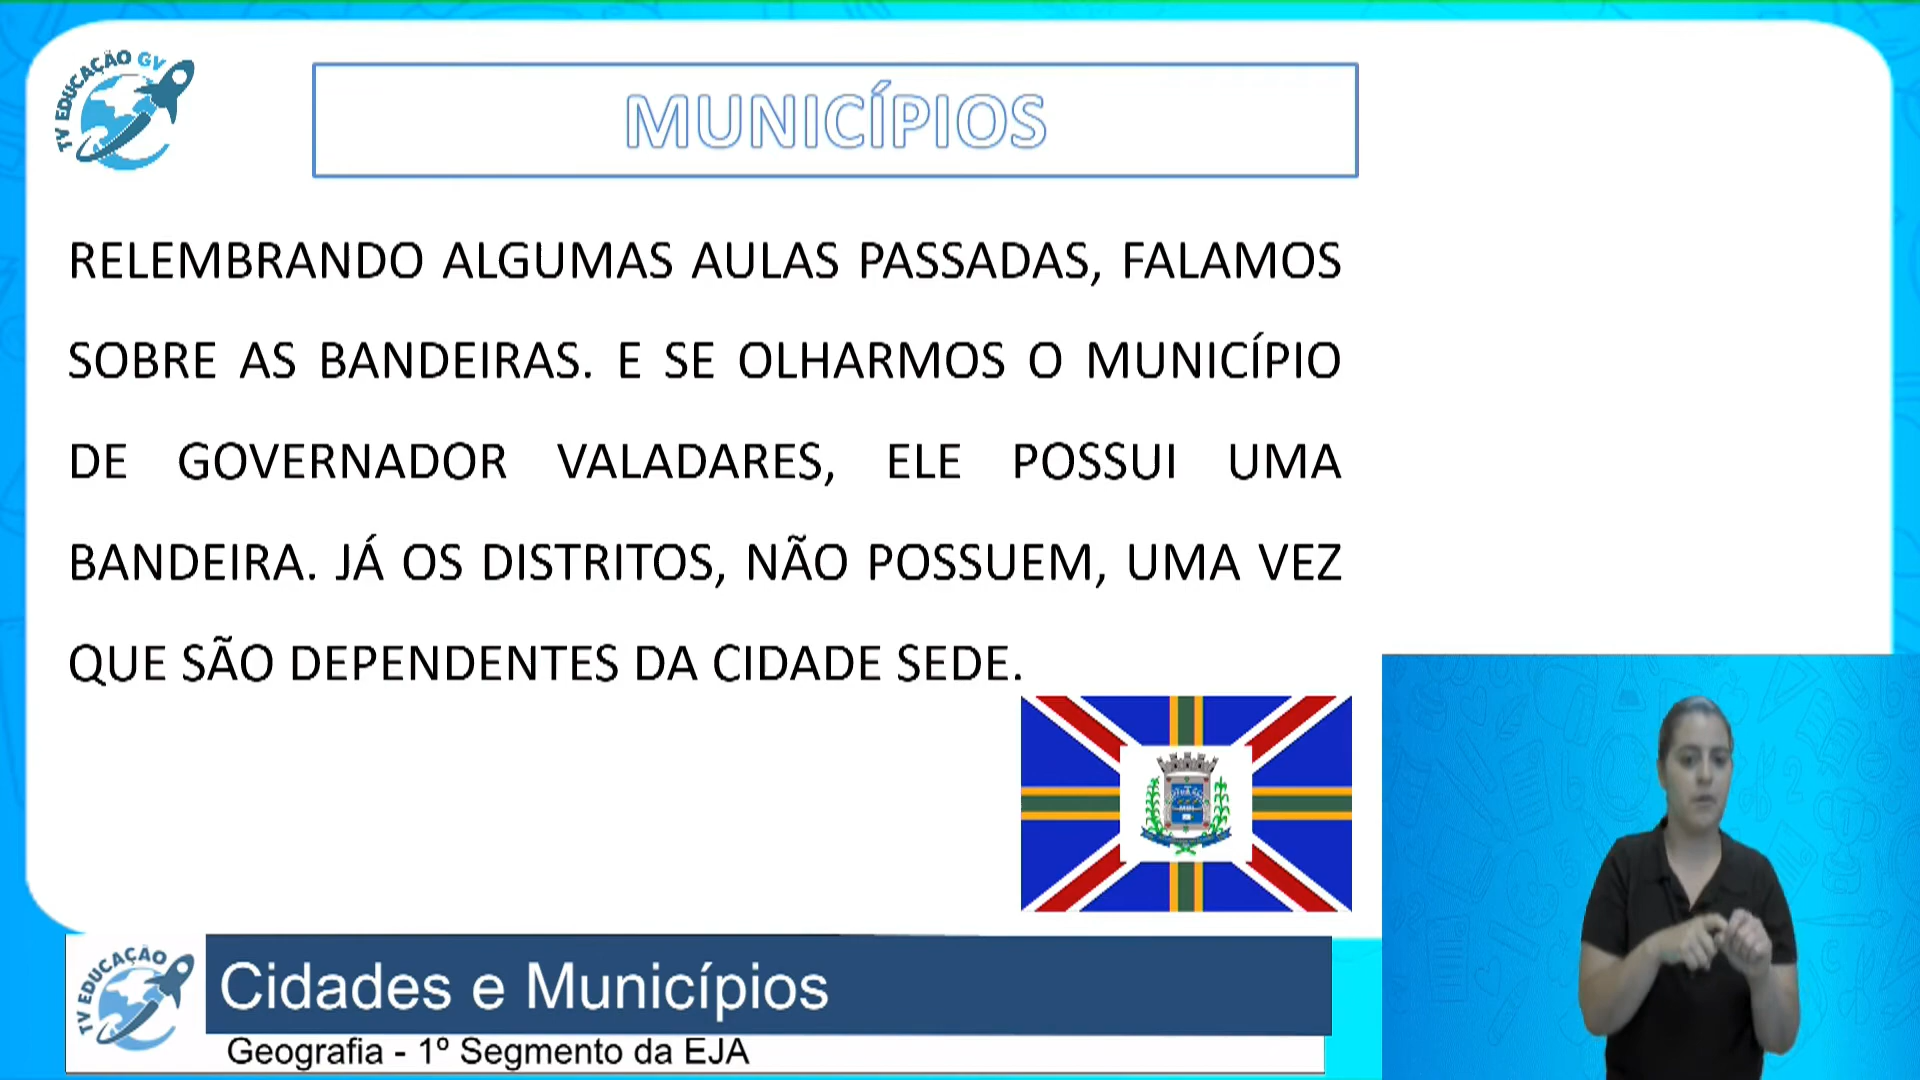 TV EDUCAÇÃO GV
MUNICÍPIOS
RELEMBRANDO ALGUMAS AULAS PASSADAS, FALAMOS
SOBRE AS BANDEIRAS. E SE OLHARMOS O MUNICÍPIO
DE GOVERNADOR VALADARES, ELE POSSUI UMA
BANDEIRA. JÁ OS DISTRITOS, NÃO POSSUEM, UMA VEZ
QUE SÃO DEPENDENTES DA CIDADE SEDE.
TV EDUCAÇÃO
Cidades e Municípios
Geografia - 1º Segmento da EJA